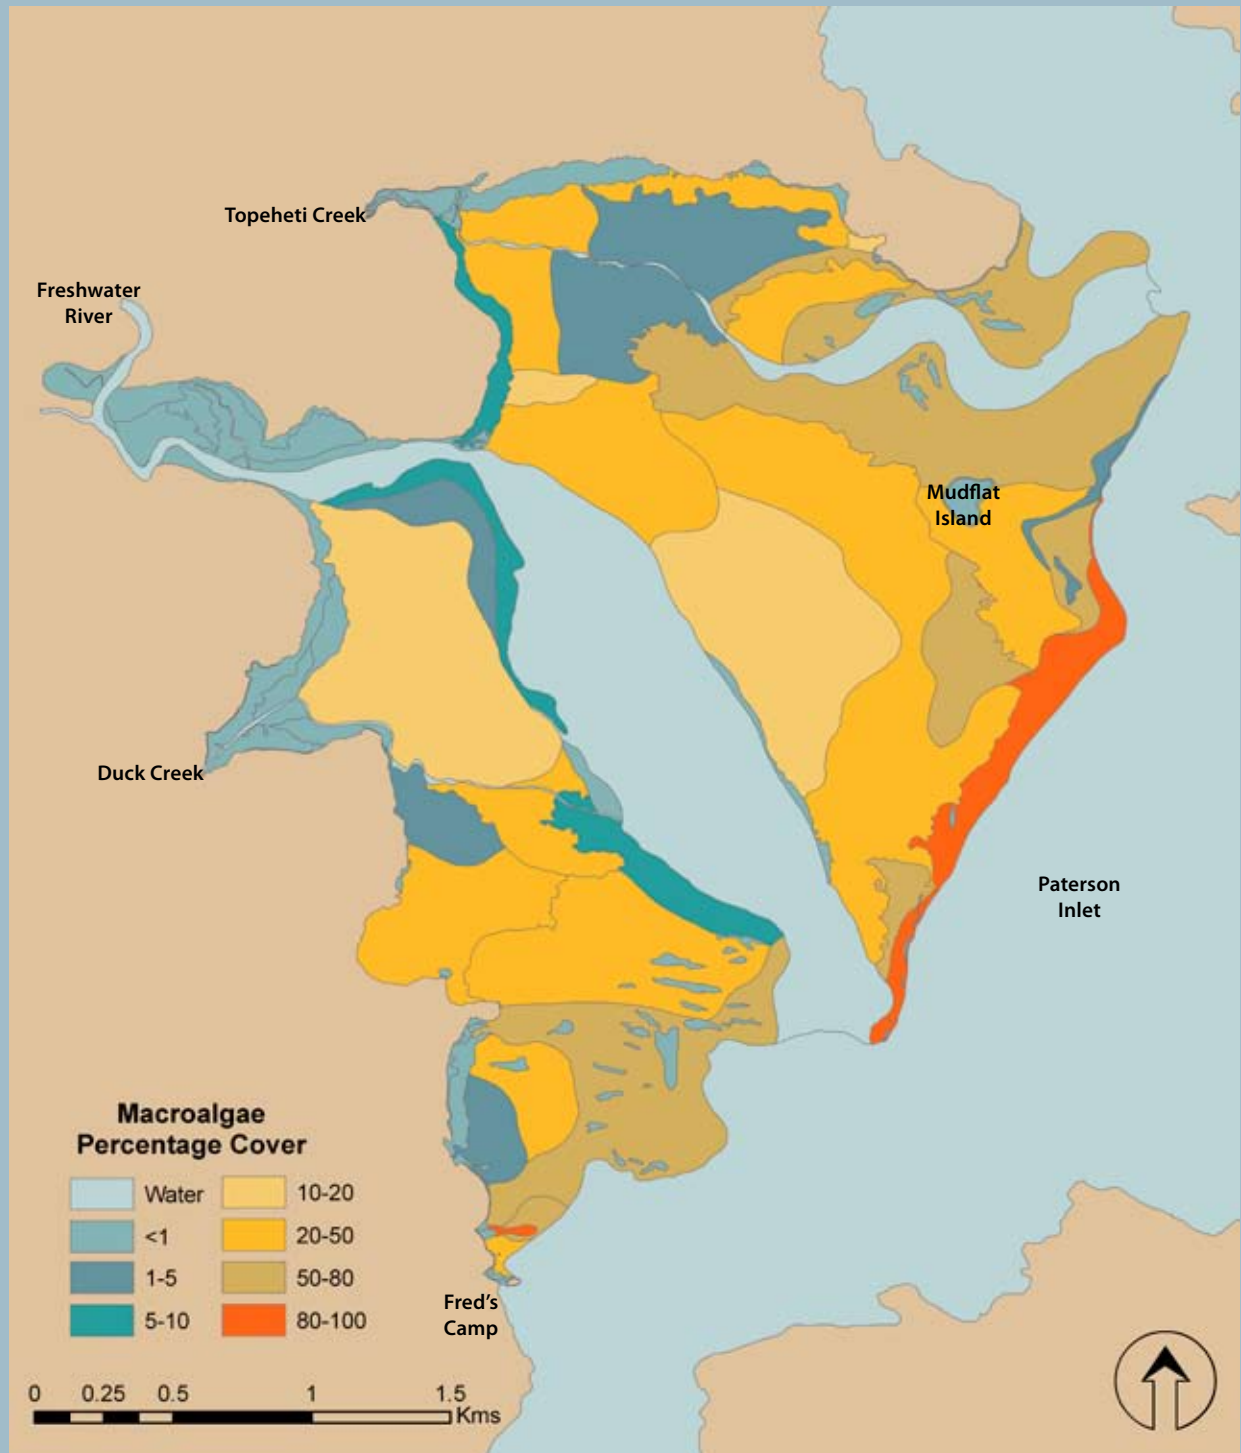 Topeheti Creek
Freshwater
River
Mudflat
Island
Duck Creek
Paterson
Inlet
Macroalgae
Percentage Cover
Water
<1
1-5
5-10
10-20
20-50
50-80
80-100
Fred's
Camp
0 0.25 0.5 1 1.5
Kms